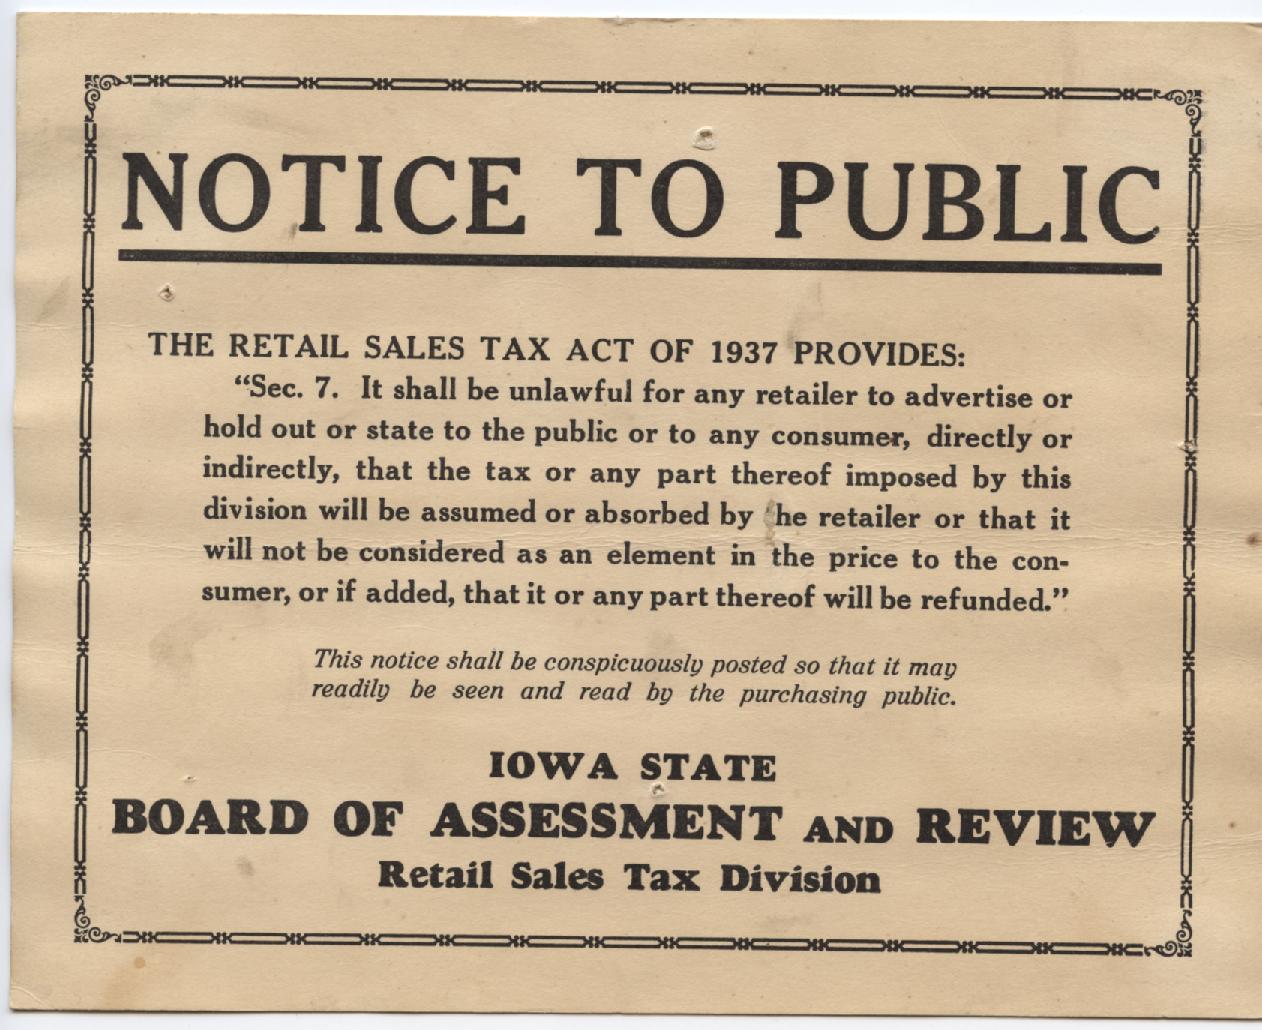 NOTICE TO PUBLIC
THE RETAIL SALES TAX ACT OF 1937 PROVIDES:
“Sec. 7. It shall be unlawful for any retailer to advertise or
hold out or state to the public or to any consumer, directly or
indirectly, that the tax or any part thereof imposed by this
division will be assumed or absorbed by the retailer or that it
will not be considered as an element in the price to the con-
sumer, or if added, that it or any part thereof will be refunded.”
This notice shall be conspicuously posted so that it may
readily be seen and read by the purchasing public.
IOWA STATE
BOARD OF ASSESSMENT AND REVIEW
Retail Sales Tax Division